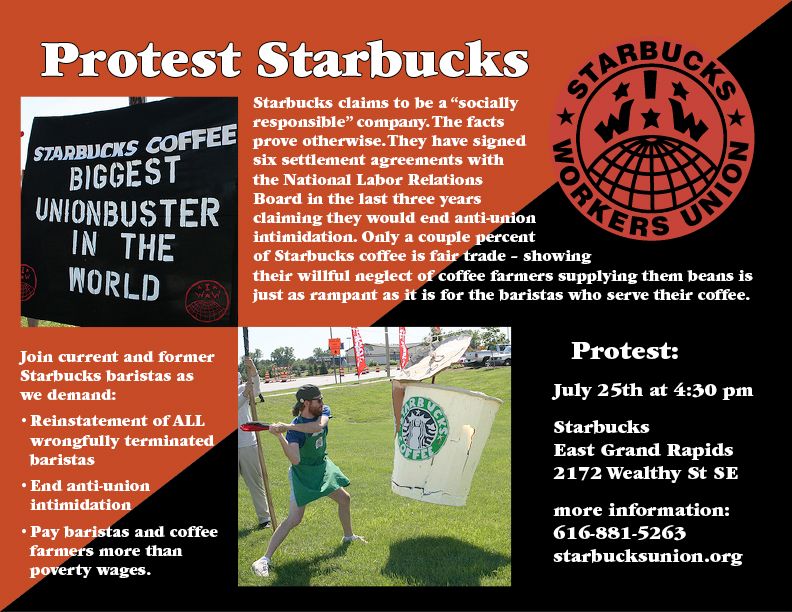 Protest Starbucks
Starbucks claims to be a “socially
responsible” company. The facts
prove otherwise. They have signed
six settlement agreements with
the National Labor Relations
Board in the last three years
claiming they would end anti-union
intimidation. Only a couple percent
of Starbucks coffee is fair trade – showing
their willful neglect of coffee farmers supplying them beans is
just as rampant as it is for the baristas who serve their coffee.
STARBUCKS
IWW
WORKERS UNION
STARBUCKS COFFEE
BIGGEST
UNIONBUSTER
IN THE
WORLD
Join current and former
Starbucks baristas as
we demand:
• Reinstatement of ALL
wrongfully terminated
baristas
• End anti-union
intimidation
• Pay baristas and coffee
farmers more than
poverty wages.
STARBUCKS
COFFEE
Protest:
July 25th at 4:30 pm
Starbucks
East Grand Rapids
2172 Wealthy St SE
more information:
616-881-5263
starbucksunion.org